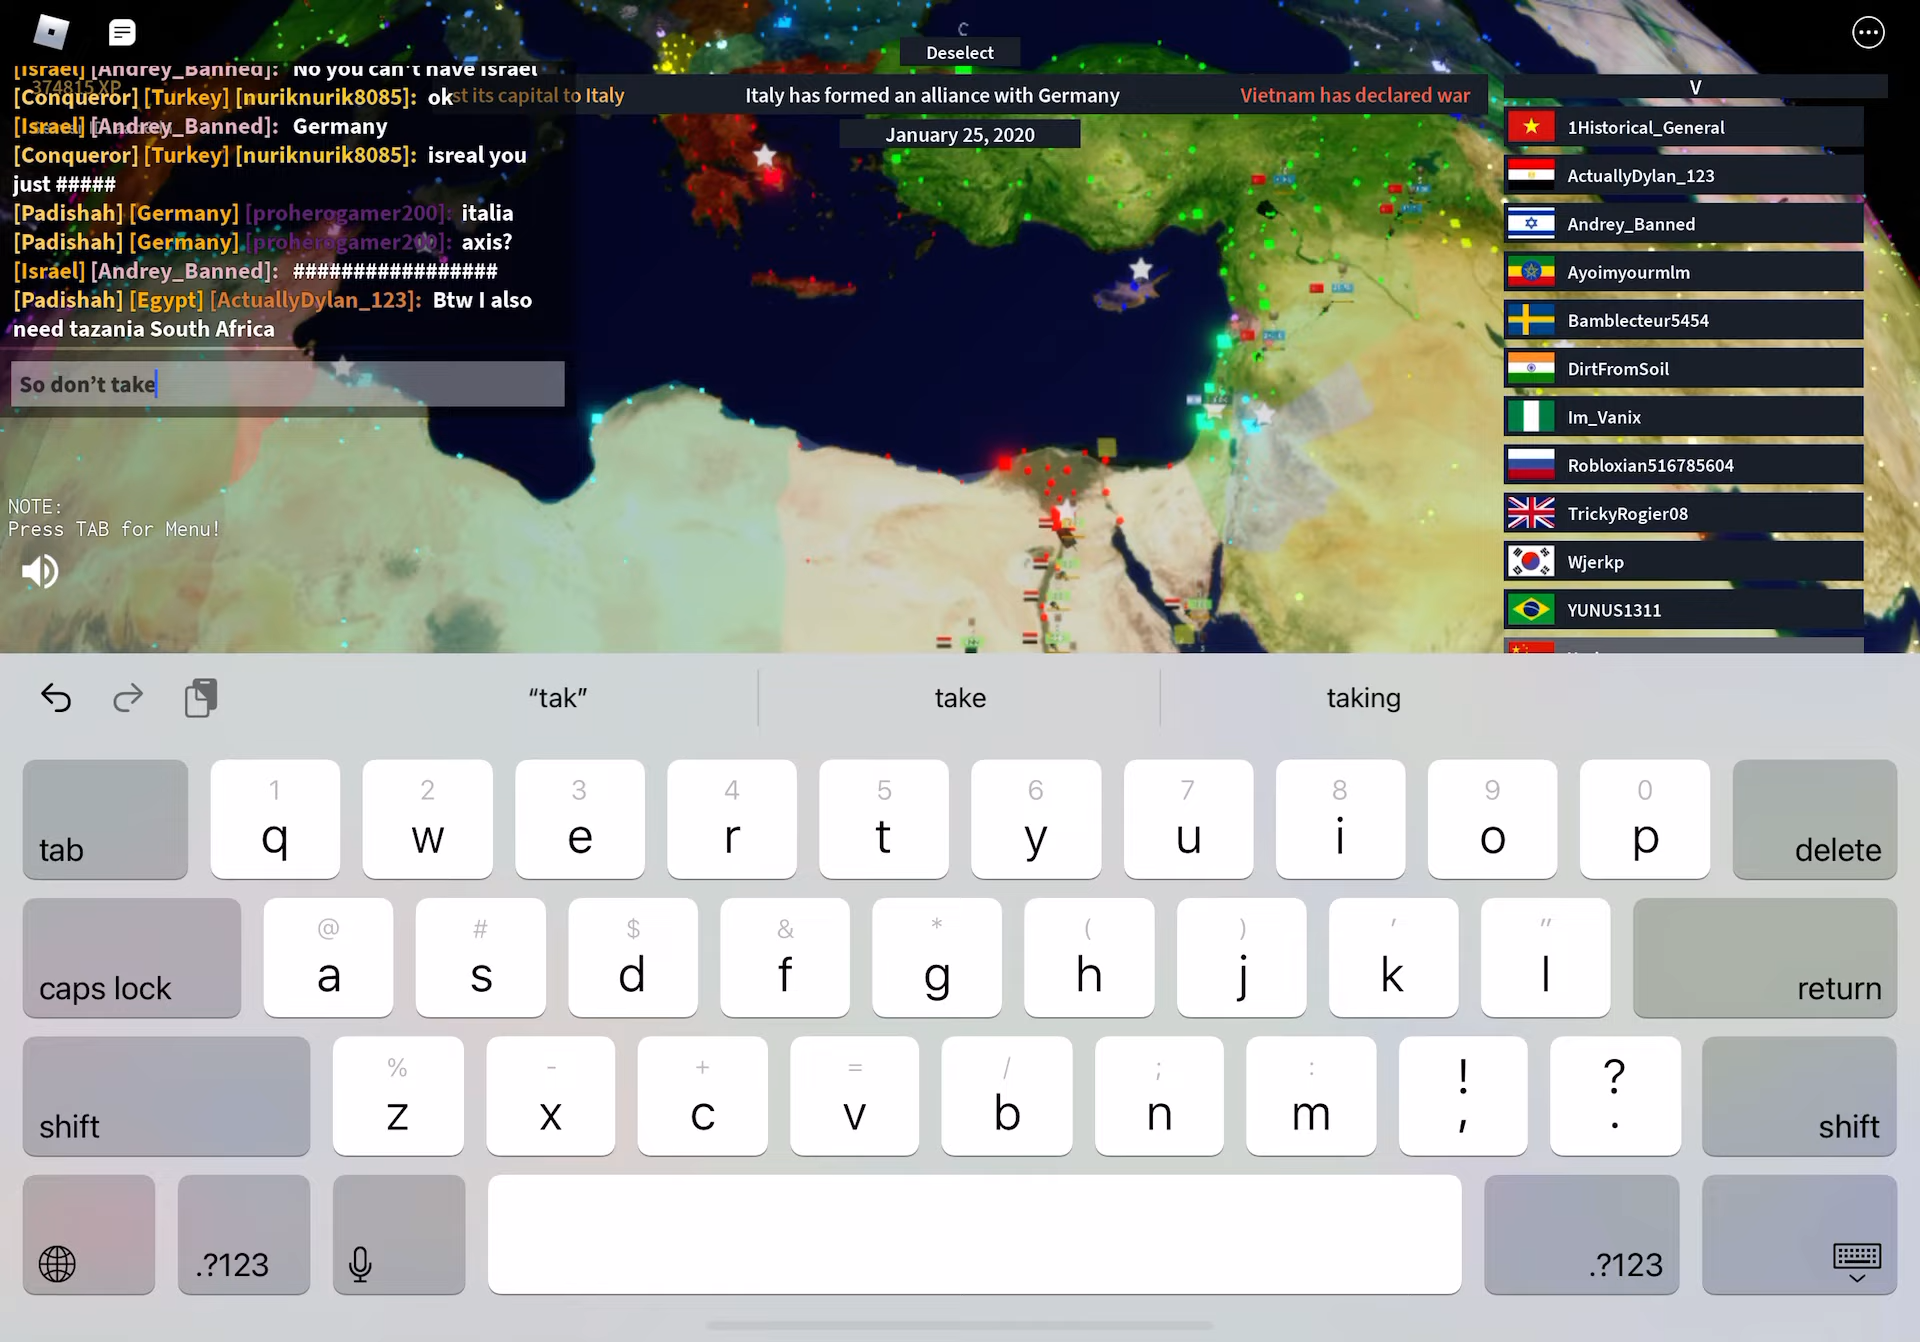 C
Deselect
[Israel] [Andrey_Banned]: No you can't have Israel
374815 XP
[Conqueror] [Turkey] [nuriknurik8085]: ok
st its capital to Italy
Italy has formed an alliance with Germany
Vietnam has declared war
[Israel] [Andrey_Banned]: Germany
January 25, 2020
[Conqueror] [Turkey] [nuriknurik8085]: isreal you
just #####
[Padishah] [Germany] [proherogamer200]: italia
[Padishah] [Germany] [proherogamer200]: axis?
[Israel] [Andrey_Banned]: #################
[Padishah] [Egypt] [ActuallyDylan_123]: Btw I also
need tazania South Africa
So don’t take
NOTE:
Press TAB for Menu!
V
1Historical_General
ActuallyDylan_123
Andrey_Banned
Ayoimyourmlm
Bamblecteur5454
DirtFromSoil
Im_Vanix
Robloxian516785604
TrickyRogier08
Wjerkp
YUNUS1311
“tak” take taking
1 2 3 4 5 6 7 8 9 0
tab q w e r t y u i o p delete
@ # $ & * ( ) ' "
caps lock a s d f g h j k l return
% - + = / ; : ! ?
shift z x c v b n m , . shift
.?123 .?123